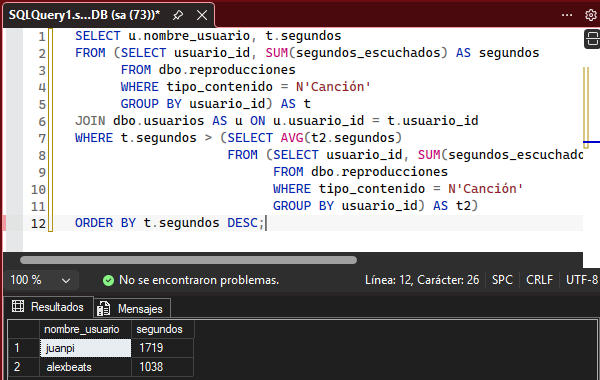 SQLQuery1.s...DB (sa (73))*
1 SELECT u.nombre_usuario, t.segundos
2 FROM (SELECT usuario_id, SUM(segundos_escuchados) AS segundos
3 FROM dbo.reproducciones
4 WHERE tipo_contenido = N'Canción'
5 GROUP BY usuario_id) AS t
6 JOIN dbo.usuarios AS u ON u.usuario_id = t.usuario_id
7 WHERE t.segundos > (SELECT AVG(t2.segundos)
8 FROM (SELECT usuario_id, SUM(segundos_escuchado
9 FROM dbo.reproducciones
10 WHERE tipo_contenido = N'Canción'
11 GROUP BY usuario_id) AS t2)
12 ORDER BY t.segundos DESC;
100 % No se encontraron problemas. Línea: 12, Carácter: 26 SPC CRLF UTF-8
Resultados Mensajes
nombre_usuario segundos
1 juanpi 1719
2 alexbeats 1038